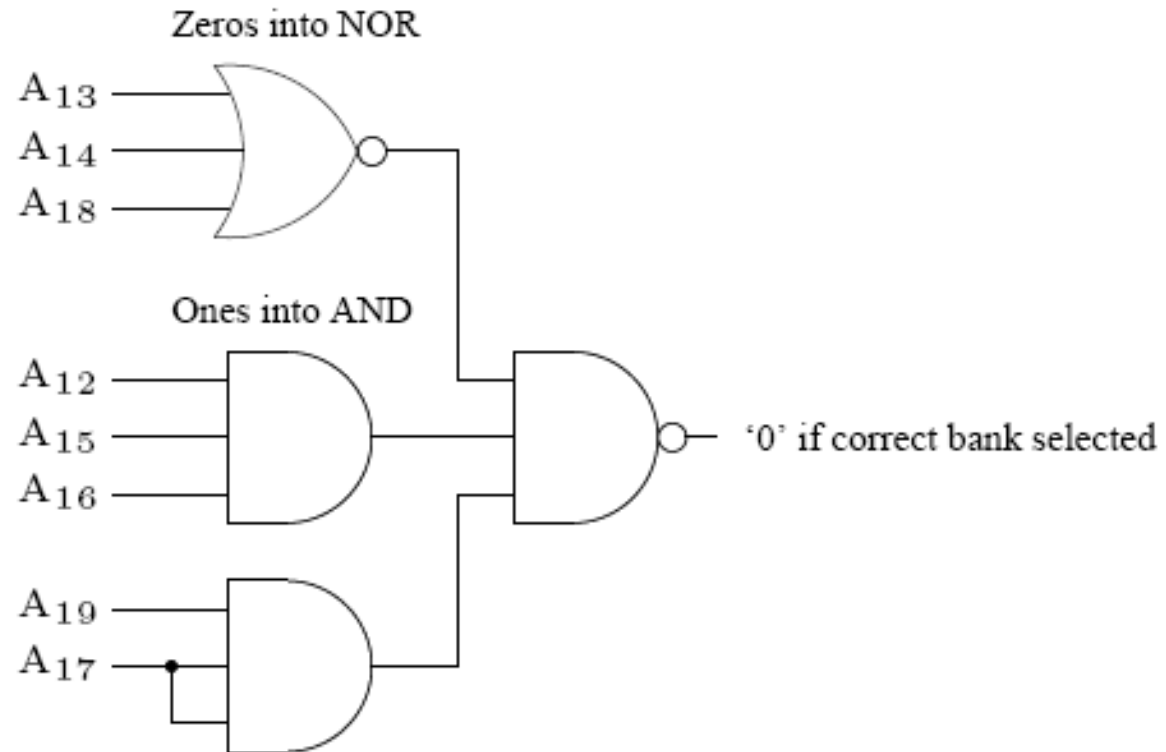 Zeros into NOR
A13
A14
A18
Ones into AND
A12
A15
A16
‘0’ if correct bank selected
A19
A17